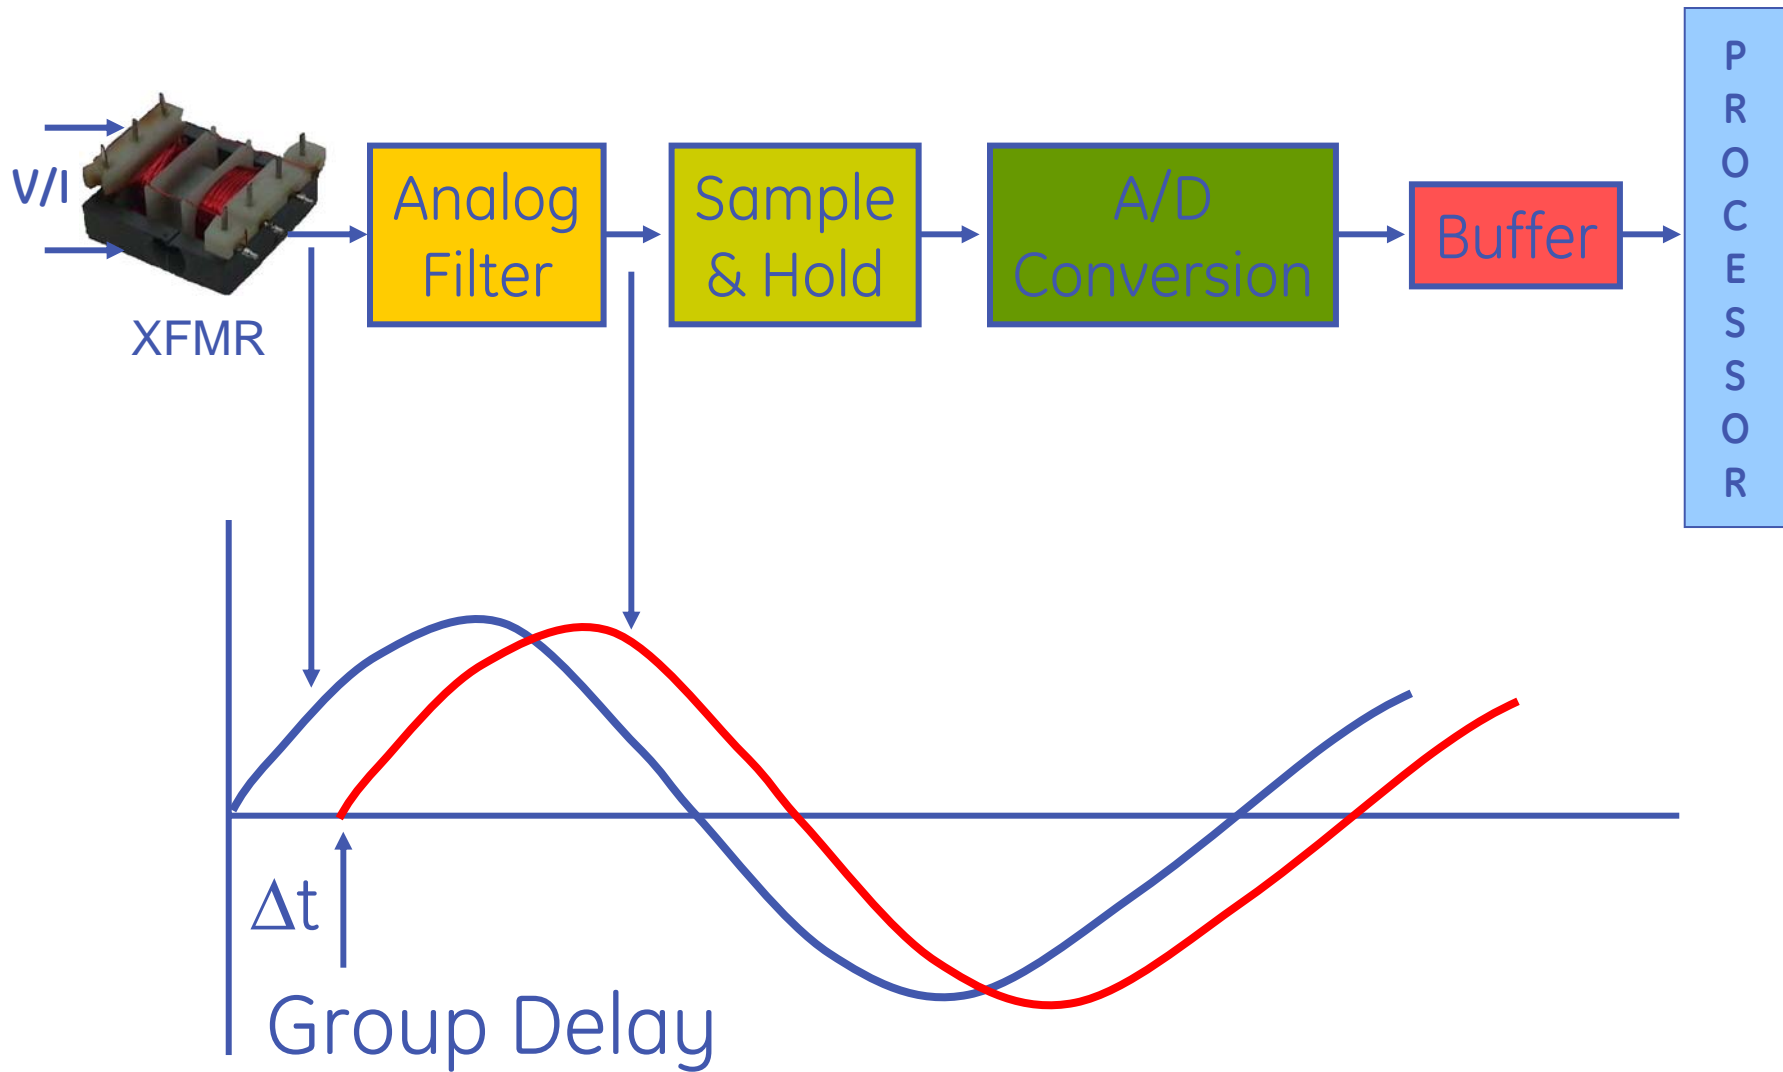 V/I
XFMR
Analog
Filter
Sample
& Hold
A/D
Conversion
Buffer
P
R
O
C
E
S
S
O
R
Δt
Group Delay